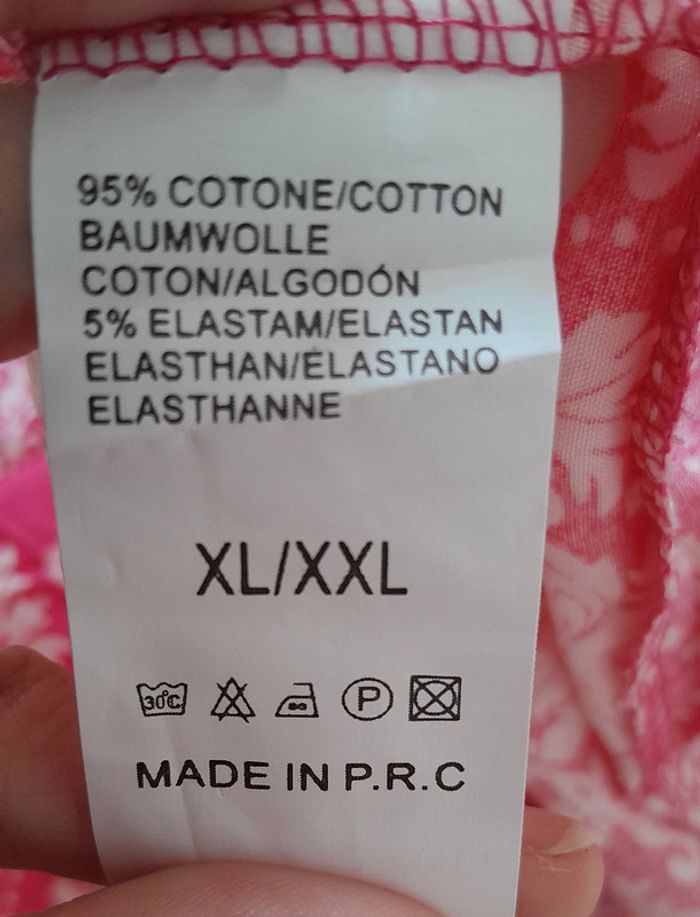 95% COTONE/COTTON
BAUMWOLLE
COTON/ALGODÓN
5% ELASTAM/ELASTAN
ELASTHAN/ELASTANO
ELASTHANNE
XL/XXL
30°C P
MADE IN P.R.C